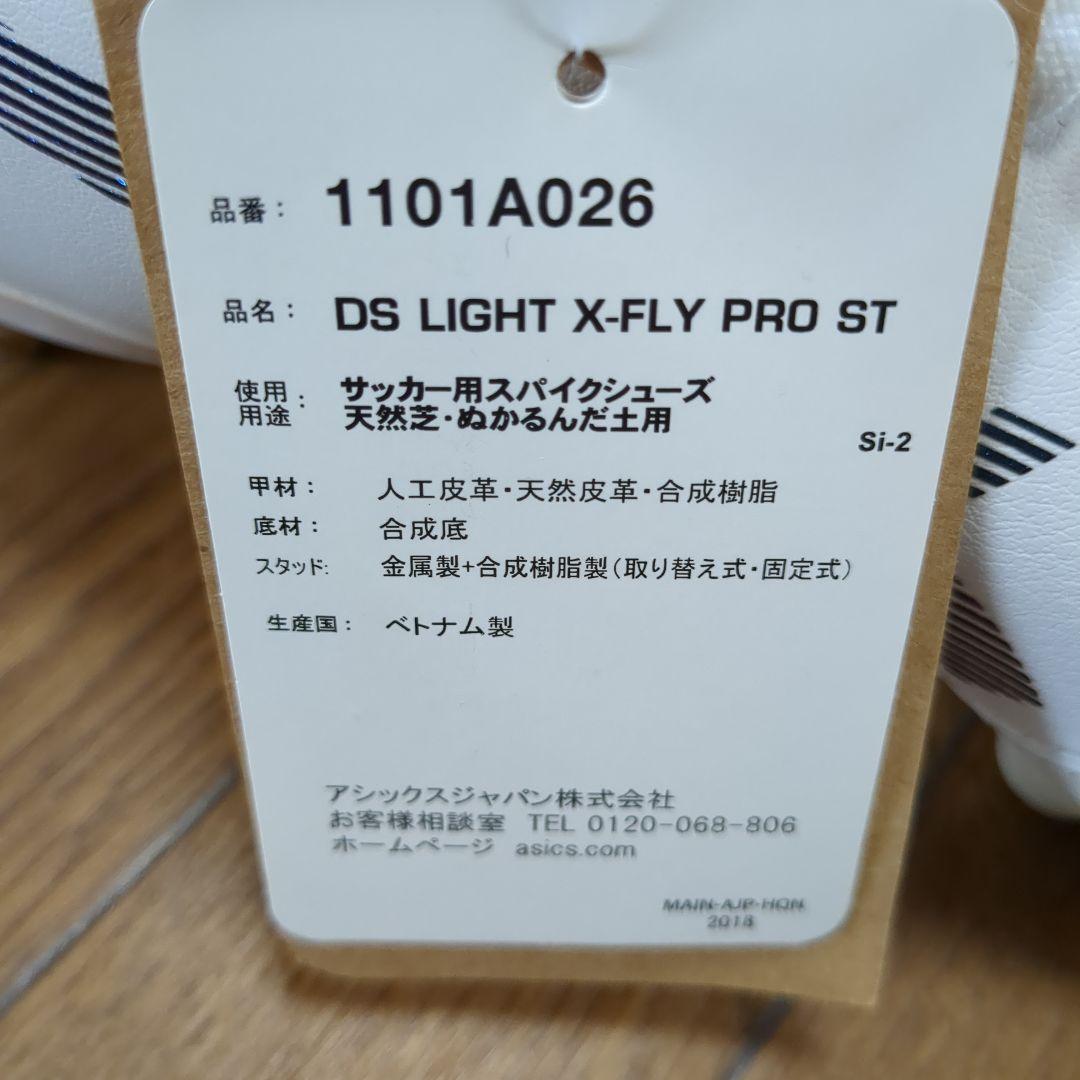 品番： 1101A026
品名： DS LIGHT X-FLY PRO ST
使用用途： サッカー用スパイクシューズ
天然芝・ぬかるんだ土用
Si-2
甲材： 人工皮革・天然皮革・合成樹脂
底材： 合成底
スタッド: 金属製+合成樹脂製(取り替え式・固定式)
生産国： ベトナム製
アシックスジャパン株式会社
お客様相談室 TEL 0120-068-806
ホームページ asics.com
MAIN-AJP-HQN
2018